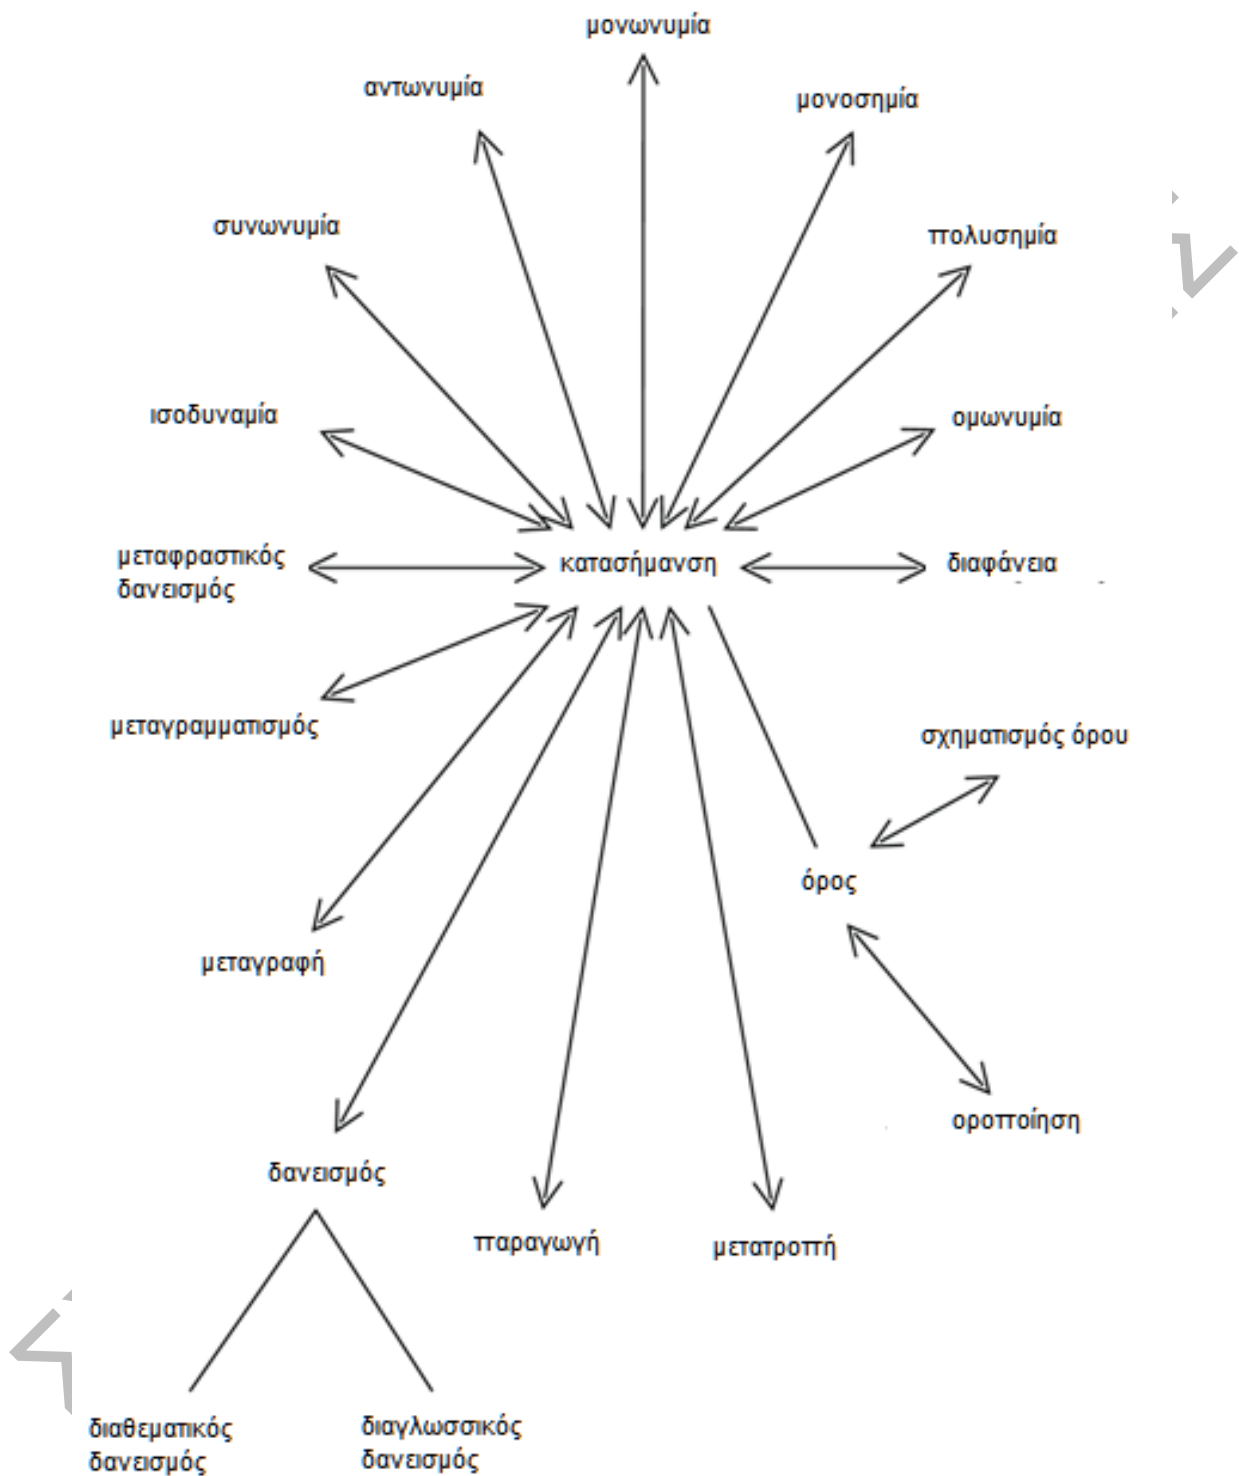 μονωνυμία
αντωνυμία
μονοσημία
συνωνυμία
πολυσημία
ισοδυναμία
ομωνυμία
μεταφραστικός
δανεισμός
κατασήμανση
διαφάνεια
μεταγραμματισμός
σχηματισμός όρου
όρος
μεταγραφή
οροποίηση
δανεισμός
παραγωγή
μετατροπή
διαθεματικός
δανεισμός
διαγλωσσικός
δανεισμός